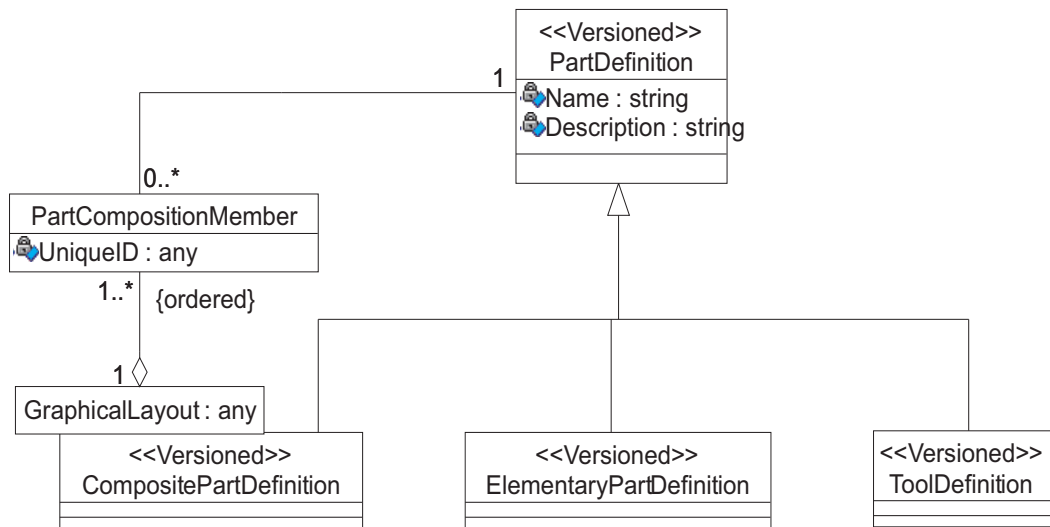 <<Versioned>>
PartDefinition
1
Name : string
Description : string
0..*
PartCompositionMember
UniqueID : any
1..*
{ordered}
1
GraphicalLayout : any
<<Versioned>>
CompositePartDefinition
<<Versioned>>
ElementaryPartDefinition
<<Versioned>>
ToolDefinition